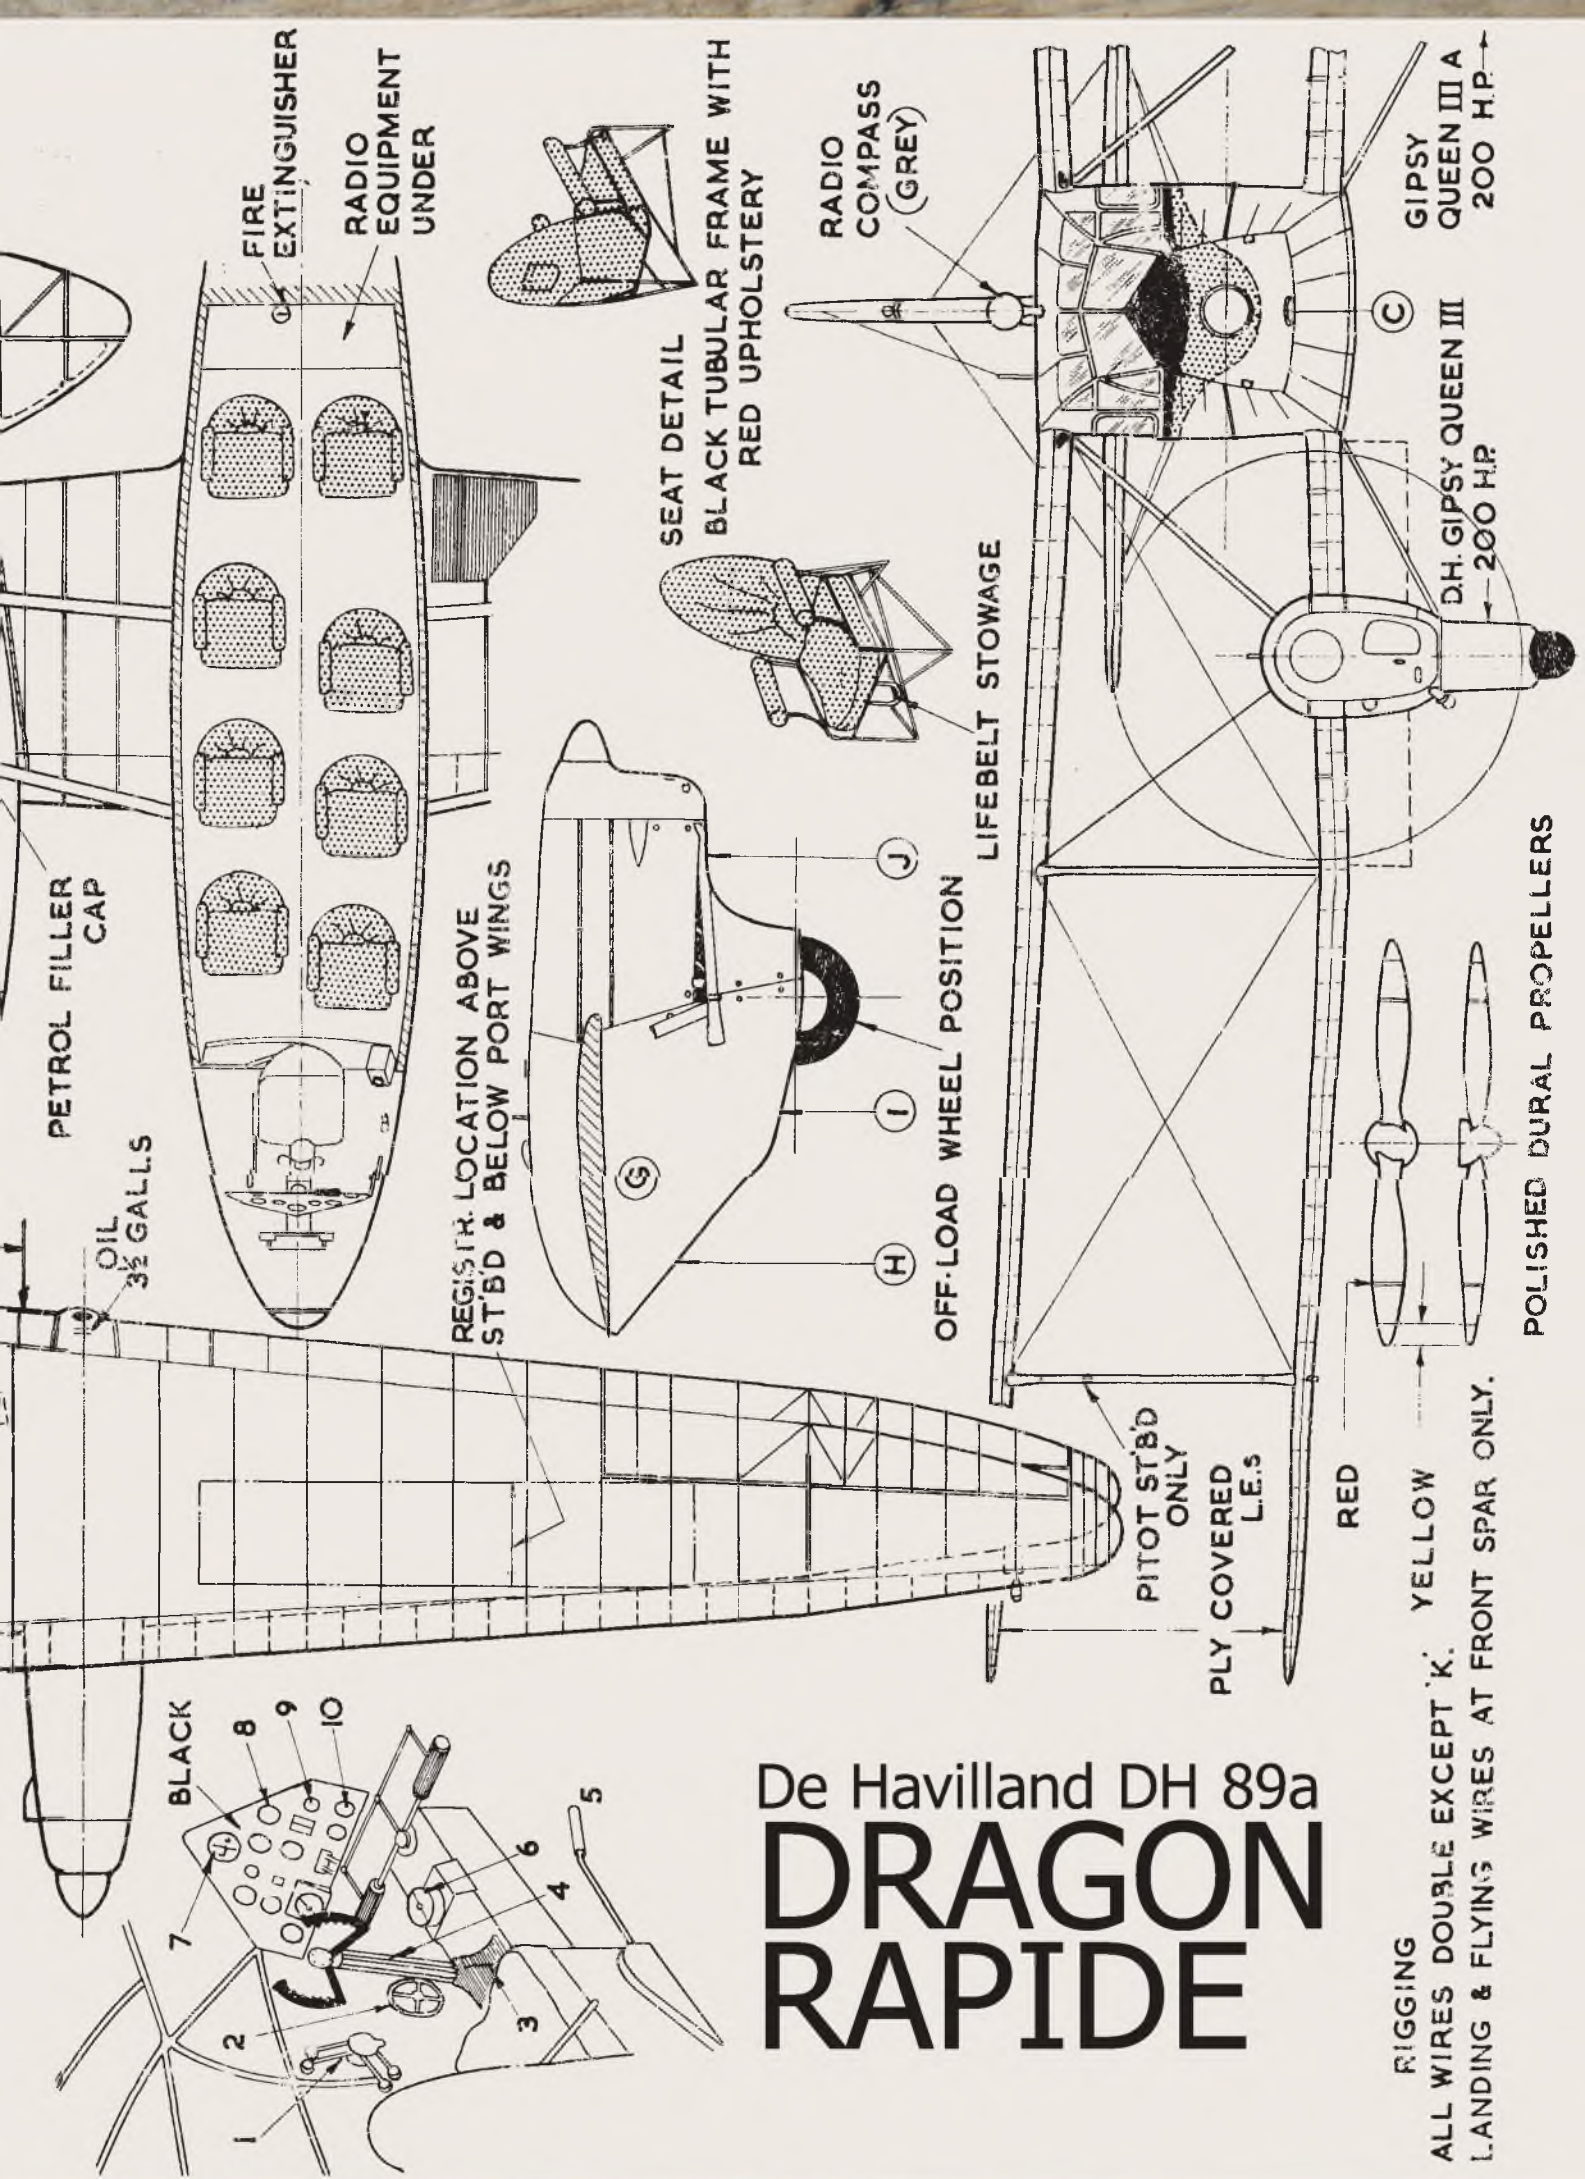 FIRE
EXTINGUISHER
RADIO
EQUIPMENT
UNDER
SEAT DETAIL
BLACK TUBULAR FRAME WITH
RED UPHOLSTERY
RADIO
COMPASS
(GREY)
GIPSY
QUEEN III A
200 H.P.
C
D.H. GIPSY QUEEN III
200 H.P.
LIFEBELT STOWAGE
PETROL FILLER
CAP
OIL
3½ GALLS
REGISTR. LOCATION ABOVE
ST'B'D & BELOW PORT WINGS
G
H
I
J
OFF-LOAD WHEEL POSITION
POLISHED DURAL PROPELLERS
PITOT ST'B'D
ONLY
PLY COVERED
L.E.s
RED
YELLOW
BLACK
1
2
3
4
5
6
7
8
9
10
De Havilland DH 89a
DRAGON
RAPIDE
RIGGING
ALL WIRES DOUBLE EXCEPT 'K'.
LANDING & FLYING WIRES AT FRONT SPAR ONLY.